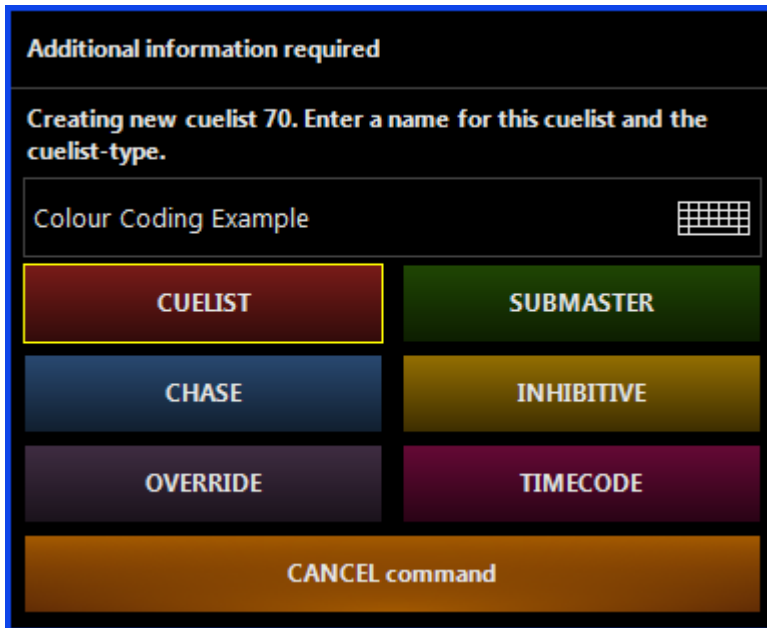 Additional information required
Creating new cuelist 70. Enter a name for this cuelist and the
cuelist-type.
Colour Coding Example
CUELIST
SUBMASTER
CHASE
INHIBITIVE
OVERRIDE
TIMECODE
CANCEL command